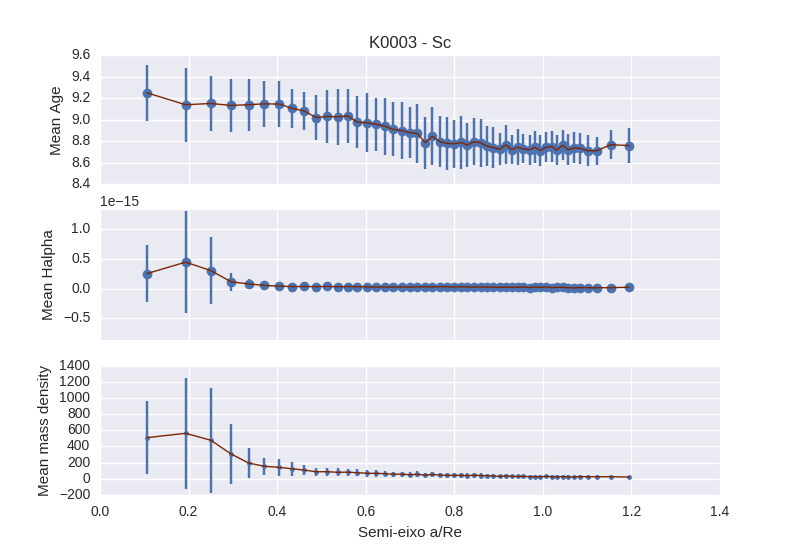 K0003 - Sc
9.6
9.4
9.2
9.0
8.8
8.6
8.4
Mean Age
1e−15
1.0
0.5
0.0
−0.5
Mean Halpha
1400
1200
1000
800
600
400
200
0
−200
Mean mass density
0.0 0.2 0.4 0.6 0.8 1.0 1.2 1.4
Semi-eixo a/Re